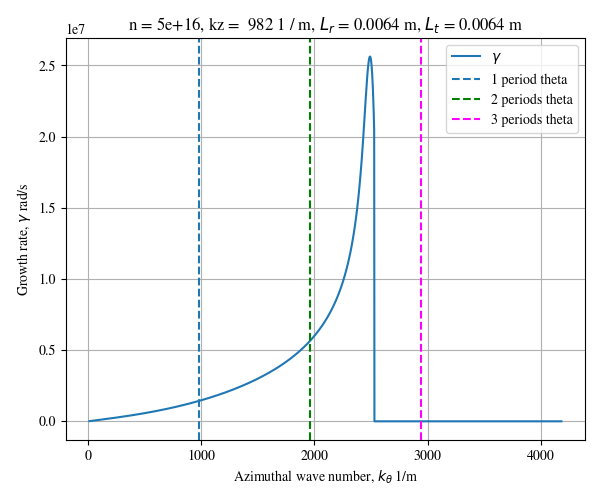 n = 5e+16, kz =  982 1 / m, L_r = 0.0064 m, L_t = 0.0064 m
1e7
γ
1 period theta
2 periods theta
3 periods theta
2.5
2.0
1.5
1.0
0.5
0.0
Growth rate, γ rad/s
0 1000 2000 3000 4000
Azimuthal wave number, k_θ 1/m